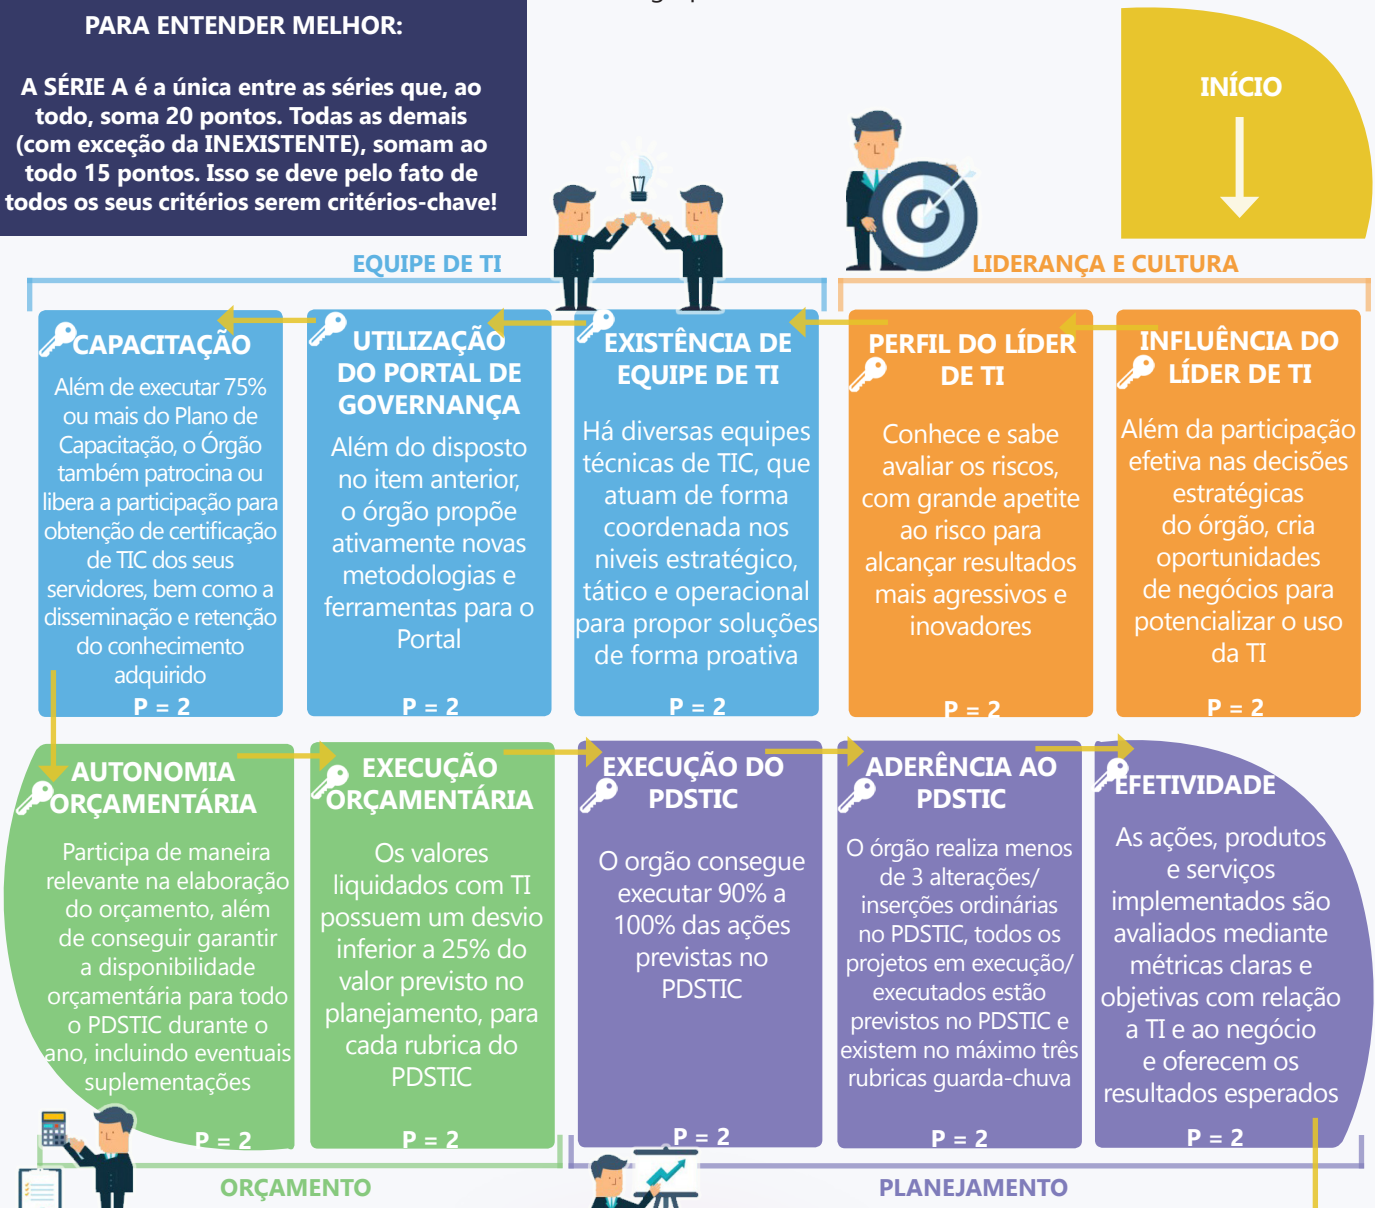 PARA ENTENDER MELHOR:
A SÉRIE A é a única entre as séries que, ao
todo, soma 20 pontos. Todas as demais
(com exceção da INEXISTENTE), somam ao
todo 15 pontos. Isso se deve pelo fato de
todos os seus critérios serem critérios-chave!
INÍCIO
LIDERANÇA E CULTURA
INFLUÊNCIA DO
LÍDER DE TI
Além da participação
efetiva nas decisões
estratégicas
do órgão, cria
oportunidades
de negócios para
potencializar o uso
da TI
P = 2
PERFIL DO LÍDER
DE TI
Conhece e sabe
avaliar os riscos,
com grande apetite
ao risco para
alcançar resultados
mais agressivos e
inovadores
P = 2
EQUIPE DE TI
EXISTÊNCIA DE
EQUIPE DE TI
Há diversas equipes
técnicas de TIC, que
atuam de forma
coordenada nos
niveis estratégico,
tático e operacional
para propor soluções
de forma proativa
P = 2
UTILIZAÇÃO
DO PORTAL DE
GOVERNANÇA
Além do disposto
no item anterior,
o órgão propõe
ativamente novas
metodologias e
ferramentas para o
Portal
P = 2
CAPACITAÇÃO
Além de executar 75%
ou mais do Plano de
Capacitação, o Órgão
também patrocina ou
libera a participação para
obtenção de certificação
de TIC dos seus
servidores, bem como a
disseminação e retenção
do conhecimento
adquirido
P = 2
AUTONOMIA
ORÇAMENTÁRIA
Participa de maneira
relevante na elaboração
do orçamento, além
de conseguir garantir
a disponibilidade
orçamentária para todo
o PDSTIC durante o
ano, incluindo eventuais
suplementações
P = 2
EXECUÇÃO
ORÇAMENTÁRIA
Os valores
liquidados com TI
possuem um desvio
inferior a 25% do
valor previsto no
planejamento, para
cada rubrica do
PDSTIC
P = 2
ORÇAMENTO
EXECUÇÃO DO
PDSTIC
O orgão consegue
executar 90% a
100% das ações
previstas no
PDSTIC
P = 2
ADERÊNCIA AO
PDSTIC
O órgão realiza menos
de 3 alterações/
inserções ordinárias
no PDSTIC, todos os
projetos em execução/
executados estão
previstos no PDSTIC e
existem no máximo três
rubricas guarda-chuva
P = 2
EFETIVIDADE
As ações, produtos
e serviços
implementados são
avaliados mediante
métricas claras e
objetivas com relação
a TI e ao negócio
e oferecem os
resultados esperados
P = 2
PLANEJAMENTO